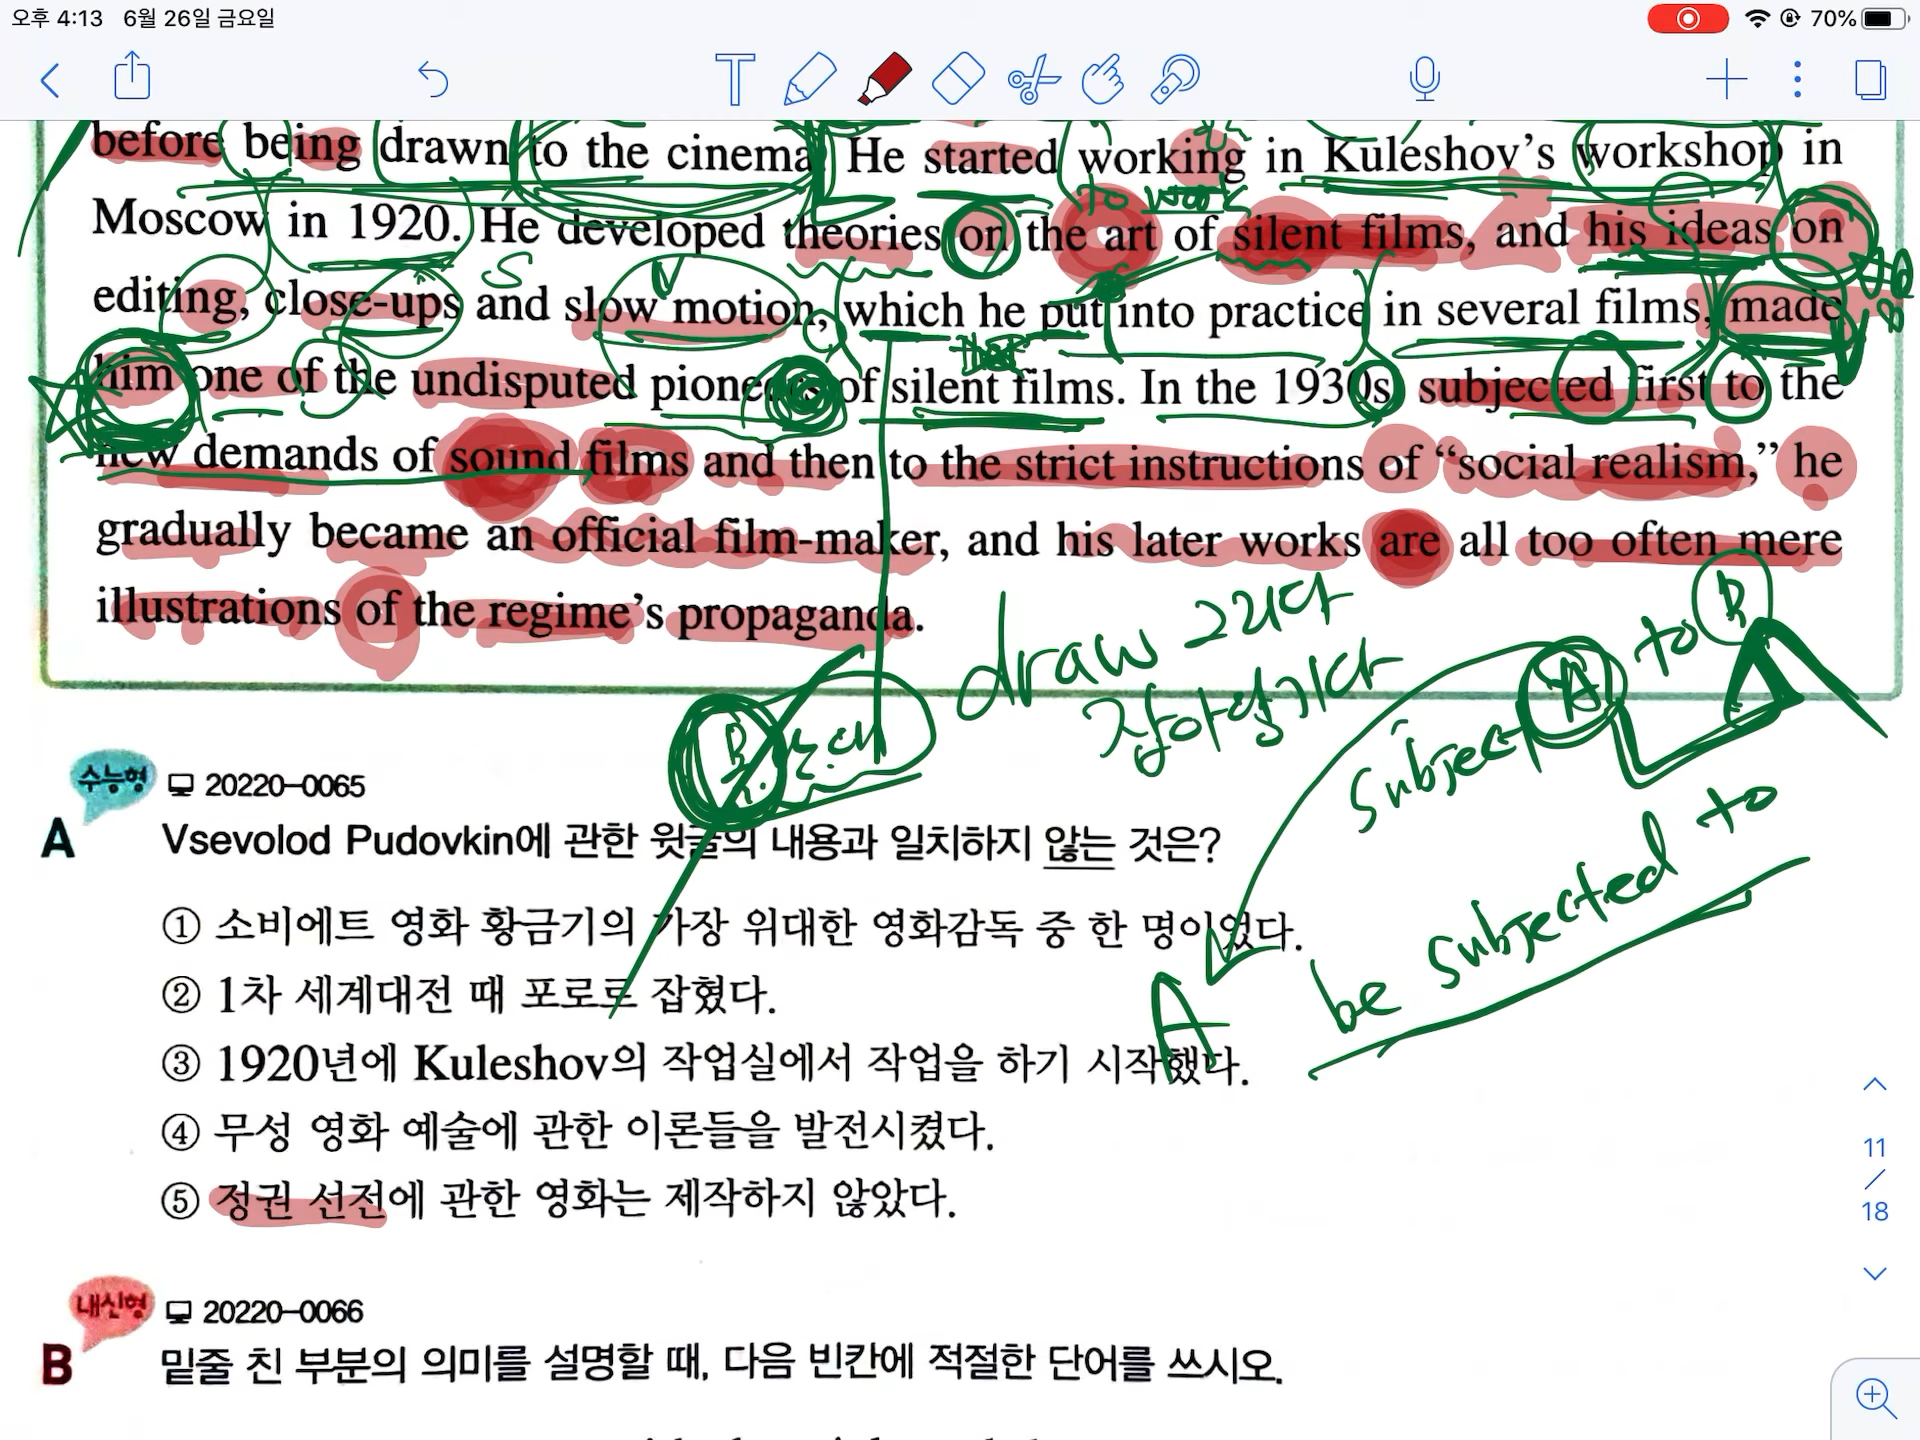 오후 4:13 6월 26일 금요일 70%
before being drawn to the cinema. He started working in Kuleshov's workshop in
to work
Moscow in 1920. He developed theories on the art of silent films, and his ideas on
S V
editing, close-ups and slow motion, which he put into practice in several films, made
him one of the undisputed pioneers of silent films. In the 1930s, subjected first to the
new demands of sound films and then to the strict instructions of “social realism,” he
gradually became an official film-maker, and his later works are all too often mere
illustrations of the regime's propaganda.
draw 그리다
잡아당기다
subject A to B
be subjected to
A
수능형 20220-0065
A Vsevolod Pudovkin에 관한 윗글의 내용과 일치하지 않는 것은?
① 소비에트 영화 황금기의 가장 위대한 영화감독 중 한 명이었다.
② 1차 세계대전 때 포로로 잡혔다.
③ 1920년에 Kuleshov의 작업실에서 작업을 하기 시작했다.
④ 무성 영화 예술에 관한 이론들을 발전시켰다.
⑤ 정권 선전에 관한 영화는 제작하지 않았다.
11
/
18
내신형 20220-0066
B 밑줄 친 부분의 의미를 설명할 때, 다음 빈칸에 적절한 단어를 쓰시오.